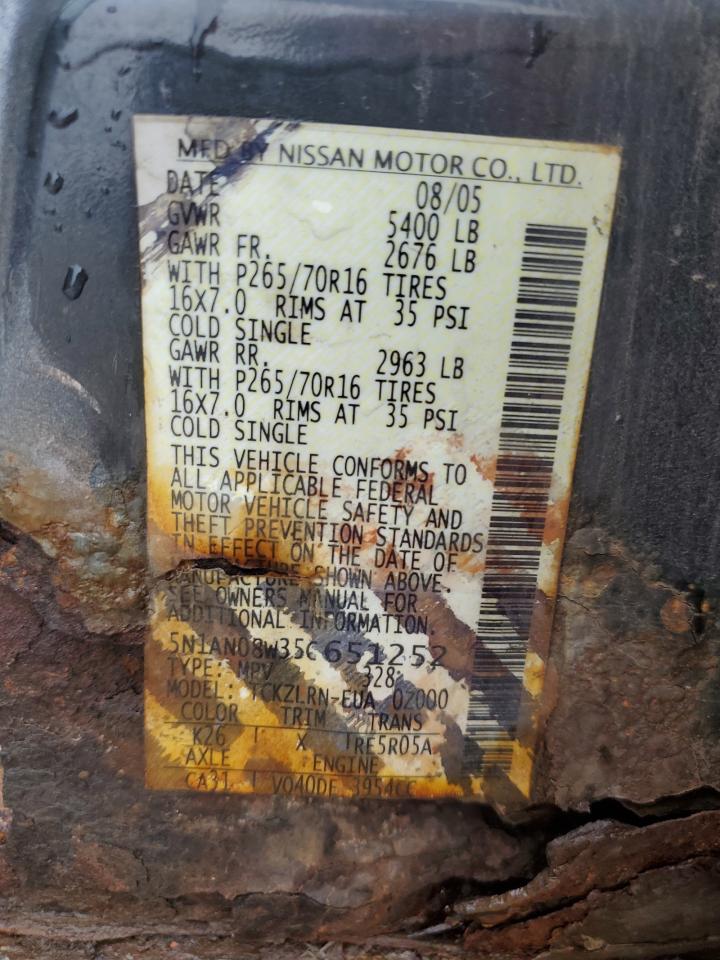 MFD BY NISSAN MOTOR CO., LTD.
DATE 08/05
GVWR 5400 LB
GAWR FR. 2676 LB
WITH P265/70R16 TIRES
16X7.0 RIMS AT 35 PSI
COLD SINGLE
GAWR RR. 2963 LB
WITH P265/70R16 TIRES
16X7.0 RIMS AT 35 PSI
COLD SINGLE
THIS VEHICLE CONFORMS TO
ALL APPLICABLE FEDERAL
MOTOR VEHICLE SAFETY AND
THEFT PREVENTION STANDARDS
IN EFFECT ON THE DATE OF
MANUFACTURE SHOWN ABOVE.
SEE OWNERS MANUAL FOR
ADDITIONAL INFORMATION.
5N1AN08W35C651252
TYPE: MPV 328
MODEL: TCKZLRN-EUA 0Z000
COLOR TRIM TRANS
K26 X RE5R05A
AXLE ENGINE
CA31 VQ40DE 3954CC